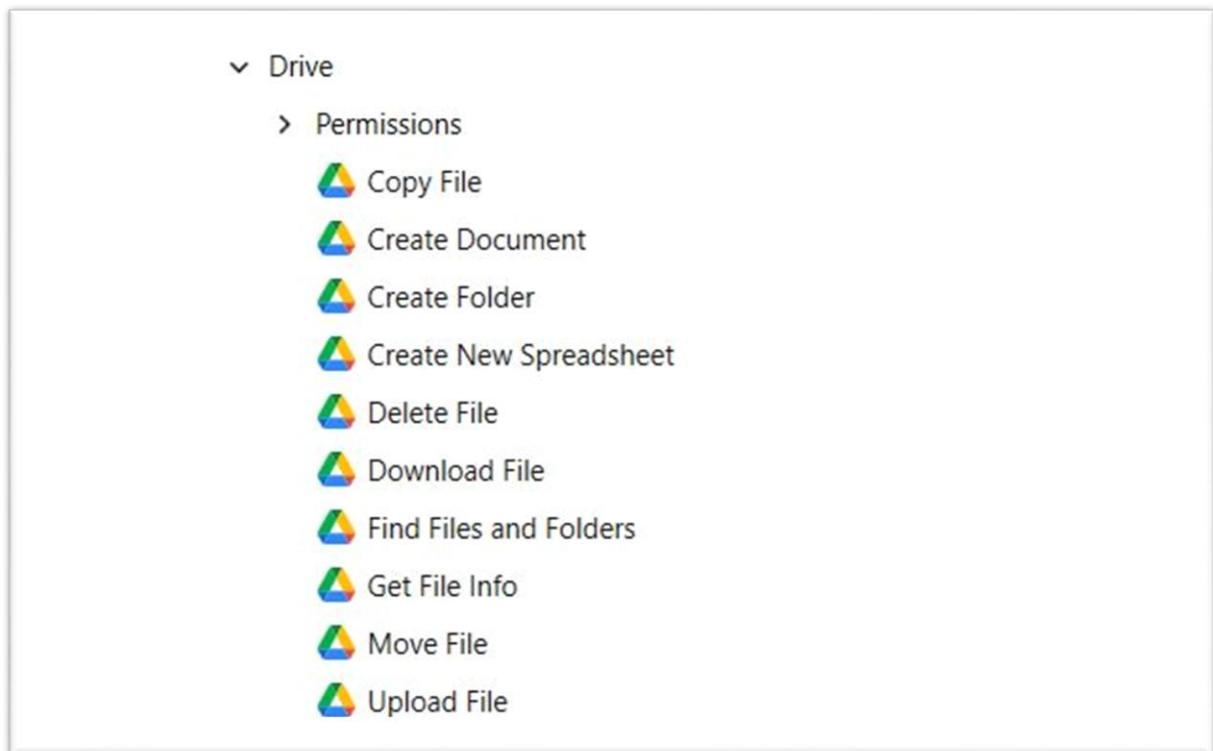 Drive
Permissions
Copy File
Create Document
Create Folder
Create New Spreadsheet
Delete File
Download File
Find Files and Folders
Get File Info
Move File
Upload File